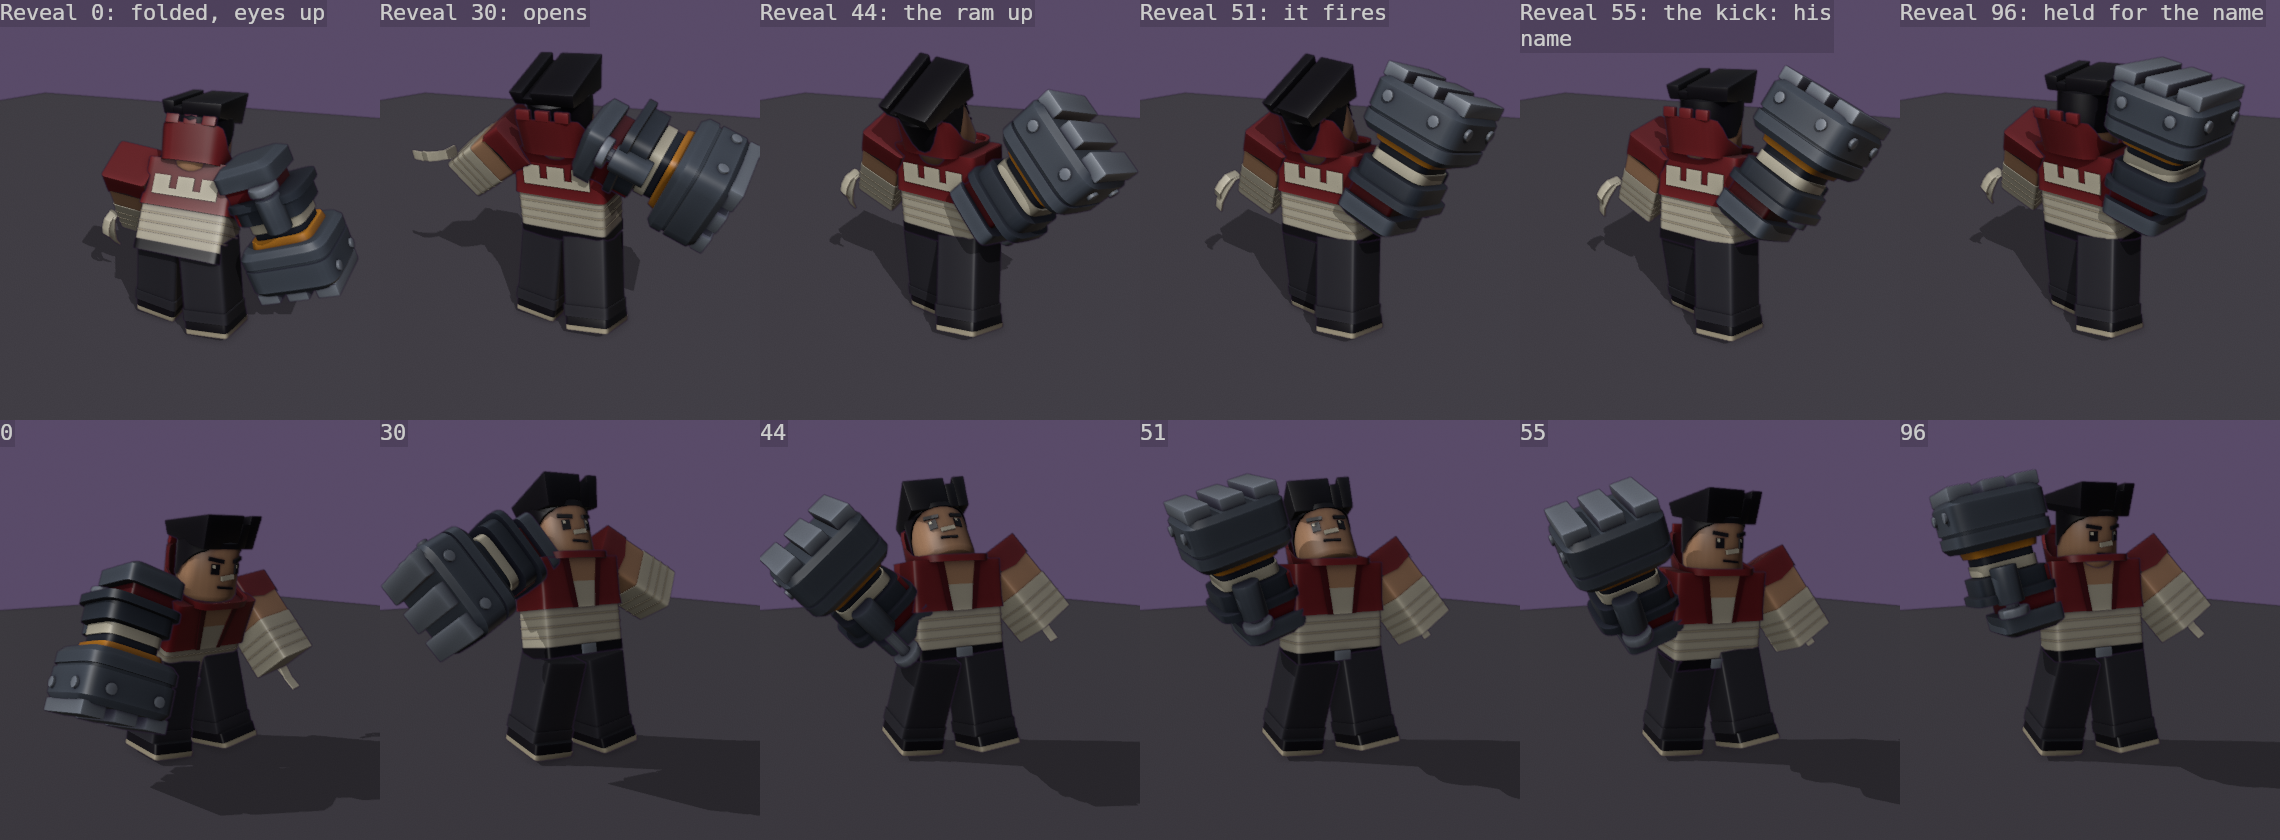 Reveal 0: folded, eyes up
Reveal 30: opens
Reveal 44: the ram up
Reveal 51: it fires
Reveal 55: the kick: his
name
Reveal 96: held for the name
0
30
44
51
55
96